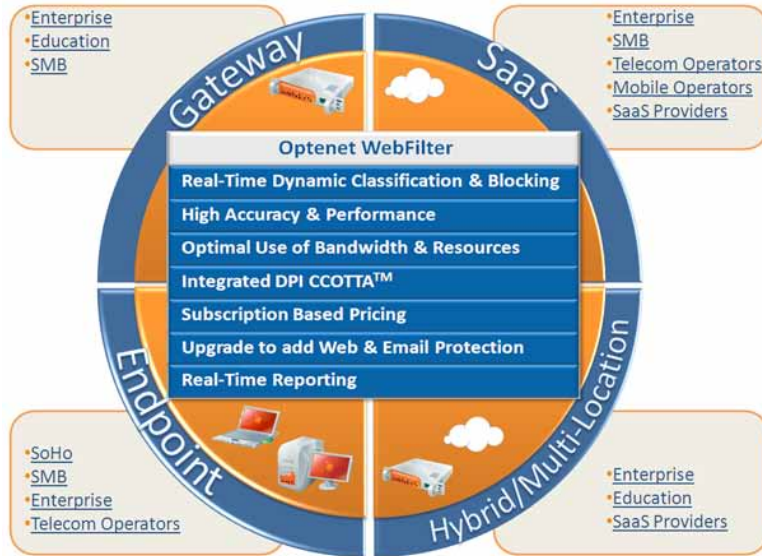 •Enterprise
•Education
•SMB
Gateway
SaaS
•Enterprise
•SMB
•Telecom Operators
•Mobile Operators
•SaaS Providers
Optenet WebFilter
Real-Time Dynamic Classification & Blocking
High Accuracy & Performance
Optimal Use of Bandwidth & Resources
Integrated DPI CCOTTA™
Subscription Based Pricing
Upgrade to add Web & Email Protection
Real-Time Reporting
Endpoint
Hybrid/Multi-Location
•SoHo
•SMB
•Enterprise
•Telecom Operators
•Enterprise
•Education
•SaaS Providers